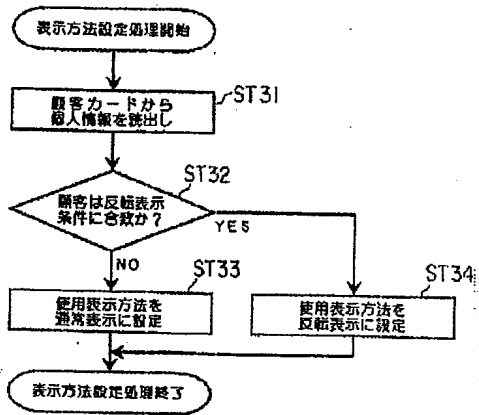 表示方法設定処理開始
ST31
顧客カードから
個人情報を読出し
ST32
顧客は反転表示
条件に合致か？
YES
NO
ST33
使用表示方法を
通常表示に設定
ST34
使用表示方法を
反転表示に設定
表示方法設定処理終了